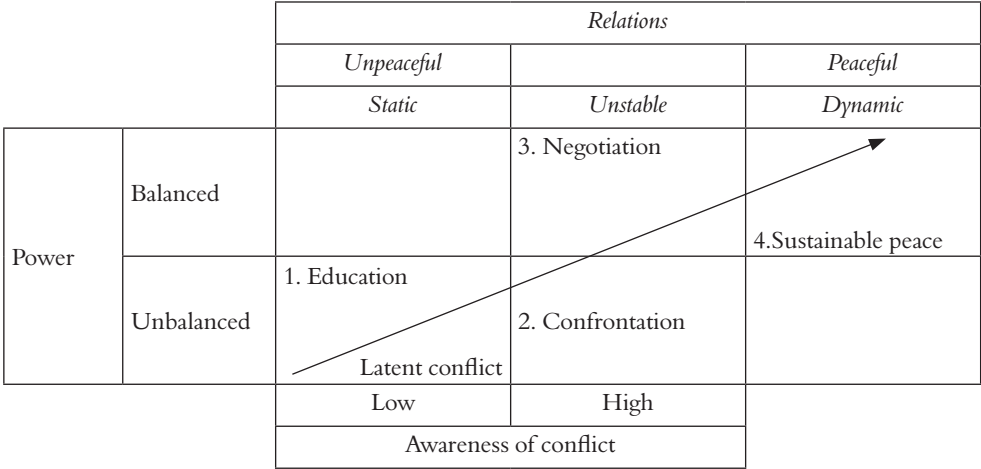 Relations
Unpeaceful Peaceful
Static Unstable Dynamic
3. Negotiation
Balanced
4.Sustainable peace
Power
1. Education
Unbalanced 2. Confrontation
Latent conflict
Low High
Awareness of conflict